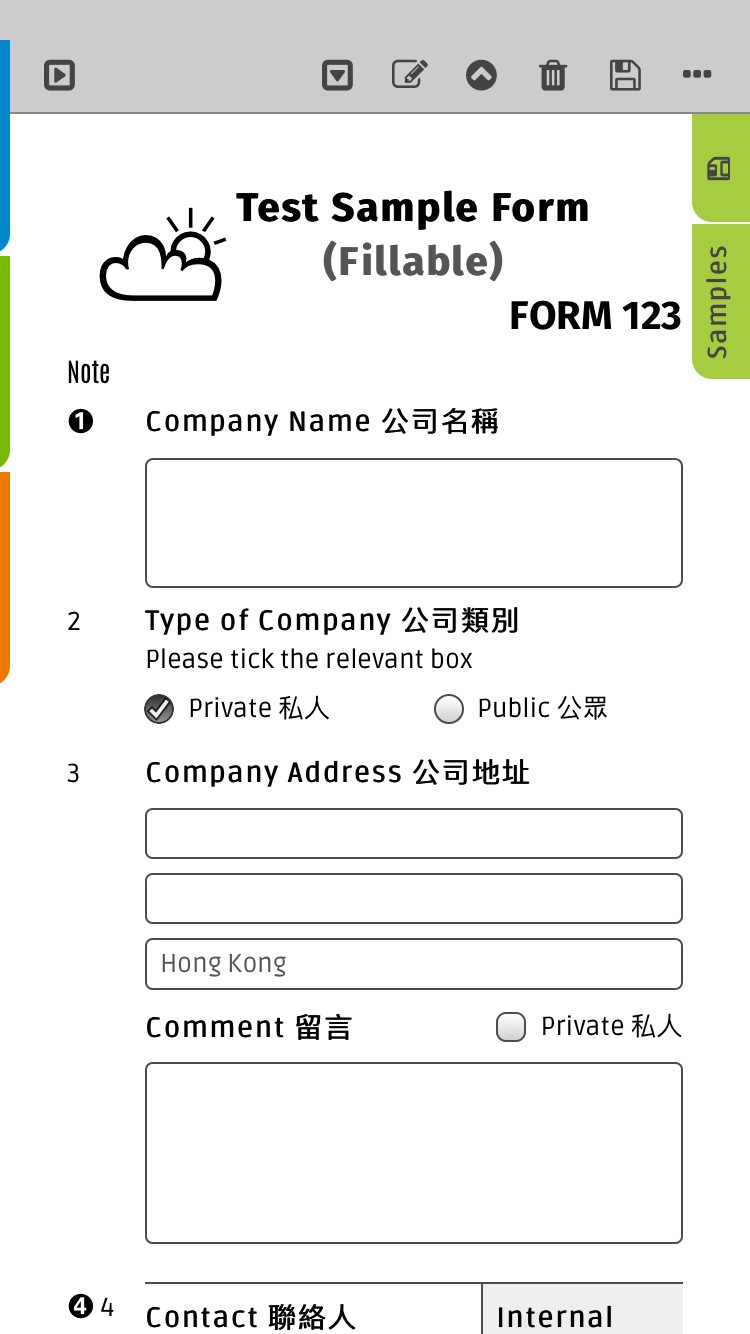 Test Sample Form
(Fillable)
FORM 123
Samples
Note
❶ Company Name 公司名稱
2 Type of Company 公司類別
Please tick the relevant box
Private 私人 Public 公眾
3 Company Address 公司地址
Hong Kong
Comment 留言 Private 私人
❹ 4 Contact 聯絡人 Internal